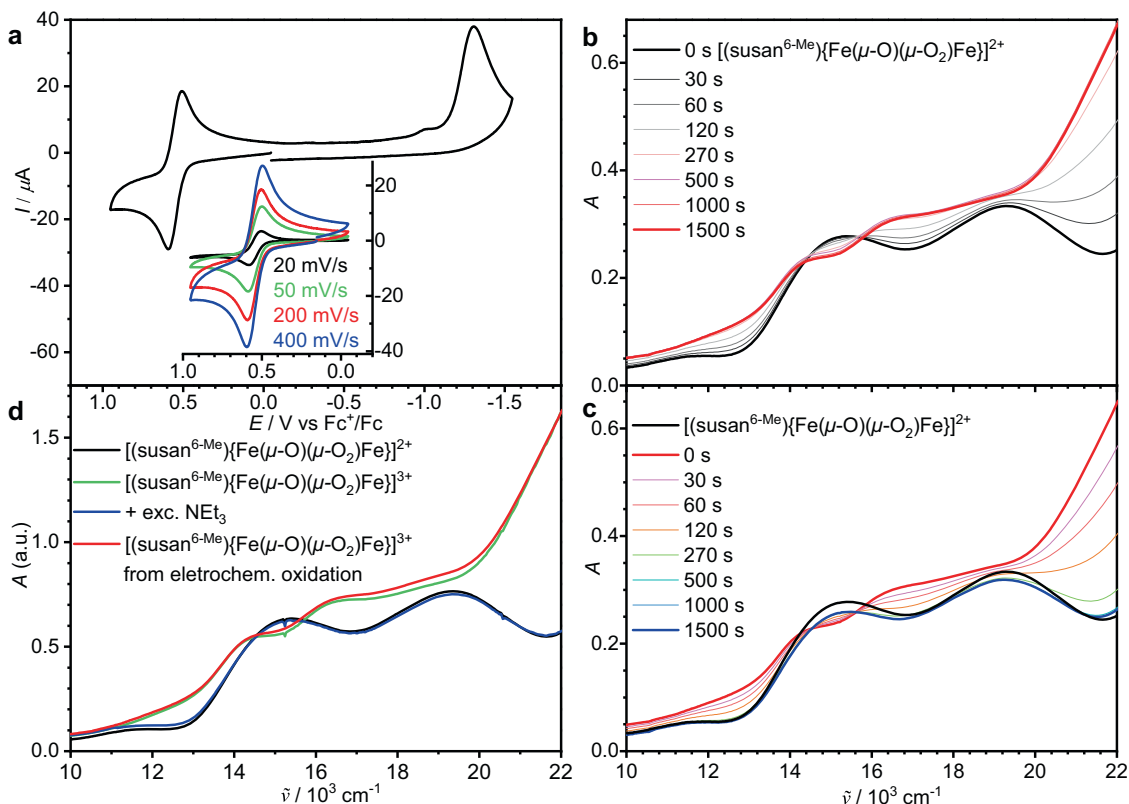 a
I / µA
40
20
0
-20
-40
-60
20
0
-20
-40
20 mV/s
50 mV/s
200 mV/s
400 mV/s
1.0 0.5 0.0
1.0 0.5 0.0 -0.5 -1.0 -1.5
E / V vs Fc⁺/Fc
b
A
0.6
0.4
0.2
0.0
0 s [(susan⁶⁻ᴹᵉ){Fe(µ-O)(µ-O₂)Fe}]²⁺
30 s
60 s
120 s
270 s
500 s
1000 s
1500 s
d
A (a.u.)
1.5
1.0
0.5
0.0
[(susan⁶⁻ᴹᵉ){Fe(µ-O)(µ-O₂)Fe}]²⁺
[(susan⁶⁻ᴹᵉ){Fe(µ-O)(µ-O₂)Fe}]³⁺
+ exc. NEt₃
[(susan⁶⁻ᴹᵉ){Fe(µ-O)(µ-O₂)Fe}]³⁺
from eletrochem. oxidation
10 12 14 16 18 20 22
ṽ / 10³ cm⁻¹
c
A
0.6
0.4
0.2
0.0
[(susan⁶⁻ᴹᵉ){Fe(µ-O)(µ-O₂)Fe}]²⁺
0 s
30 s
60 s
120 s
270 s
500 s
1000 s
1500 s
10 12 14 16 18 20 22
ṽ / 10³ cm⁻¹